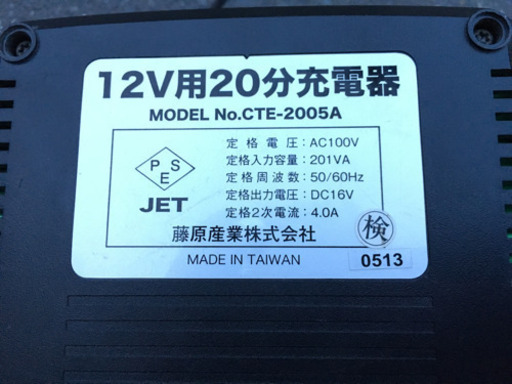 12V用20分充電器
MODEL No.CTE-2005A
定格電圧:AC100V
定格入力容量:201VA
定格周波数:50/60Hz
定格出力電圧:DC16V
定格2次電流:4.0A
P S
E
JET
藤原産業株式会社
MADE IN TAIWAN
検
0513